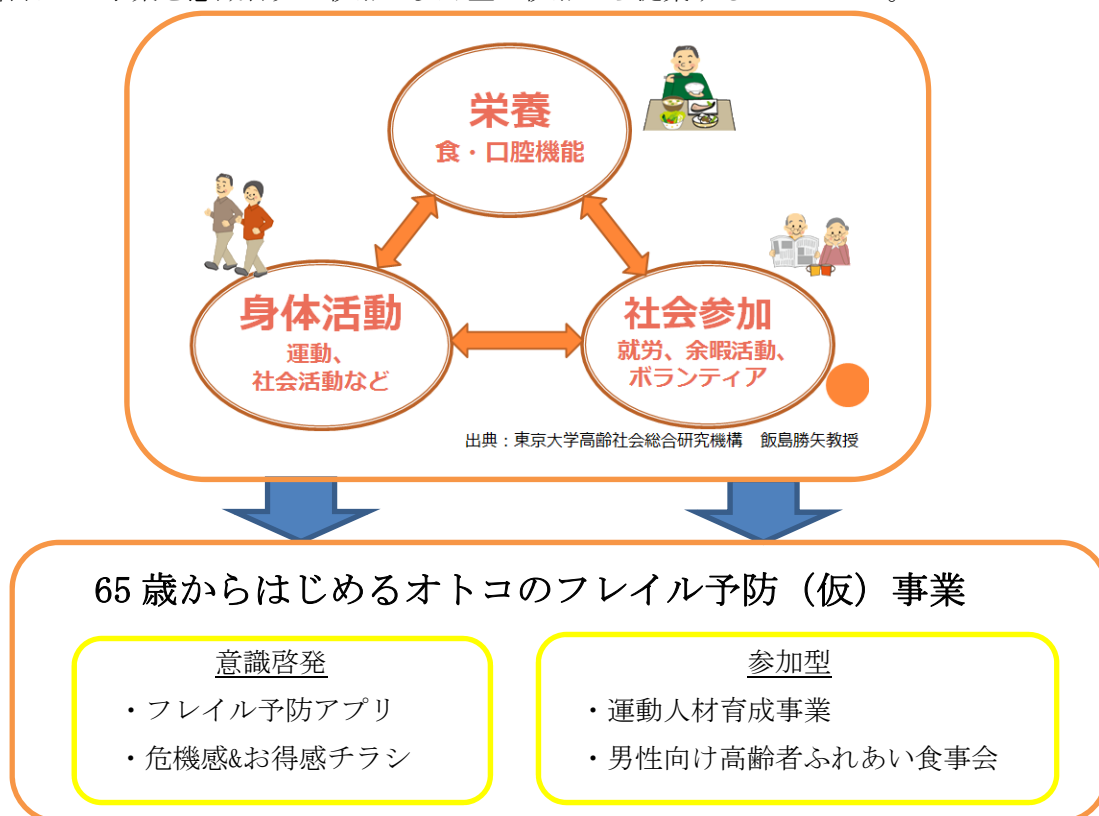 栄養
食・口腔機能
身体活動
運動、
社会活動など
社会参加
就労、余暇活動、
ボランティア
出典：東京大学高齢社会総合研究機構　飯島勝矢教授
65 歳からはじめるオトコのフレイル予防（仮）事業
意識啓発
・フレイル予防アプリ
・危機感&お得感チラシ
参加型
・運動人材育成事業
・男性向け高齢者ふれあい食事会